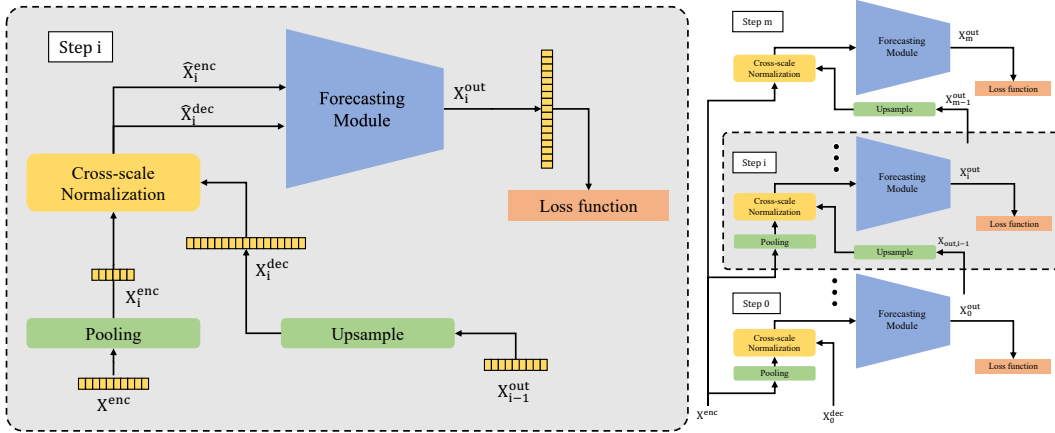 Step i
X̂ᵢᵉⁿᶜ
X̂ᵢᵈᵉᶜ
Forecasting
Module
Xᵢᵒᵘᵗ
Cross-scale
Normalization
Loss function
Xᵢᵈᵉᶜ
Xᵢᵉⁿᶜ
Pooling
Upsample
Xᵉⁿᶜ
Xᵢ₋₁ᵒᵘᵗ
Step m
Forecasting
Module
Xₘᵒᵘᵗ
Cross-scale
Normalization
Loss function
Upsample
Xₘ₋₁ᵒᵘᵗ
Step i
Forecasting
Module
Xᵢᵒᵘᵗ
Cross-scale
Normalization
Loss function
Pooling
Upsample
X out,i−1
Step 0
Forecasting
Module
X₀ᵒᵘᵗ
Cross-scale
Normalization
Loss function
Pooling
Xᵉⁿᶜ
X₀ᵈᵉᶜ